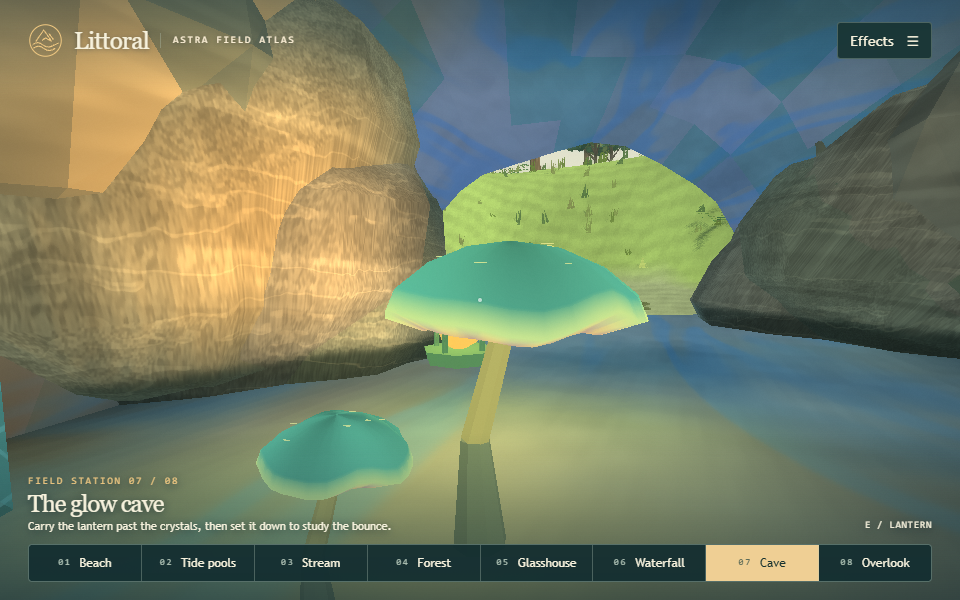 Littoral
ASTRA FIELD ATLAS
Effects
FIELD STATION 07 / 08
The glow cave
Carry the lantern past the crystals, then set it down to study the bounce.
E / LANTERN
01 Beach
02 Tide pools
03 Stream
04 Forest
05 Glasshouse
06 Waterfall
07 Cave
08 Overlook